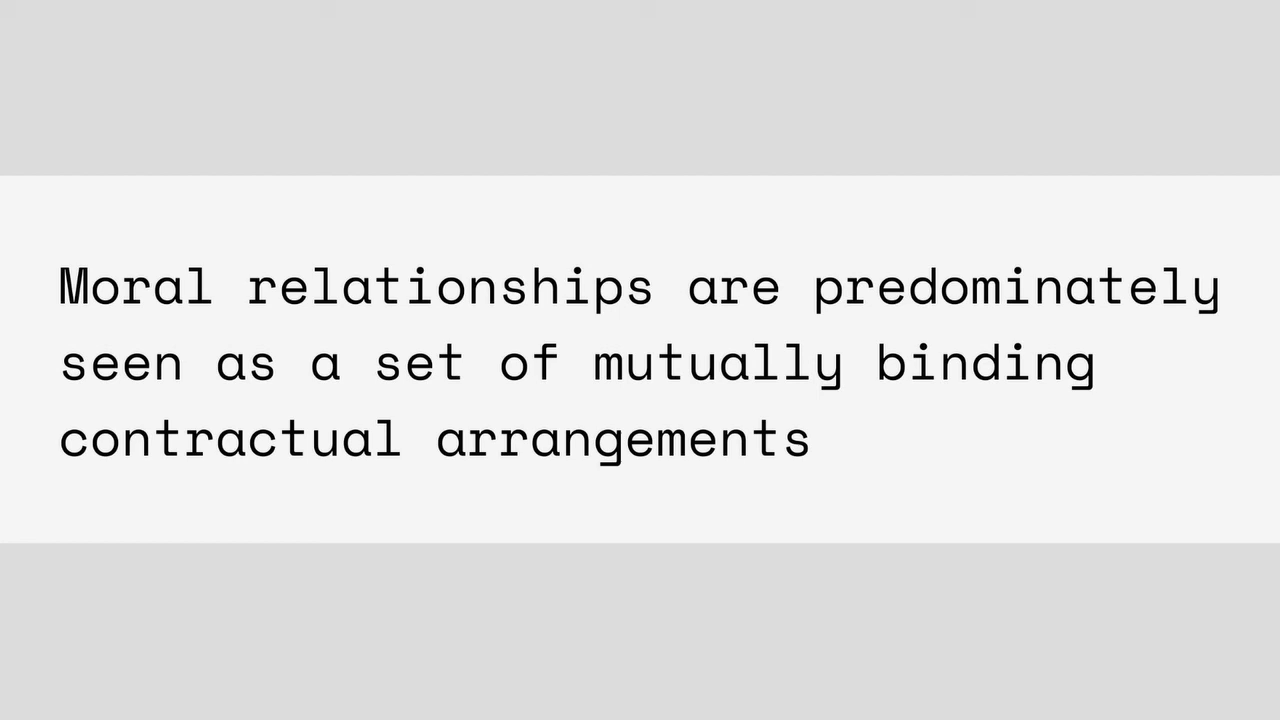 Moral relationships are predominately
seen as a set of mutually binding
contractual arrangements